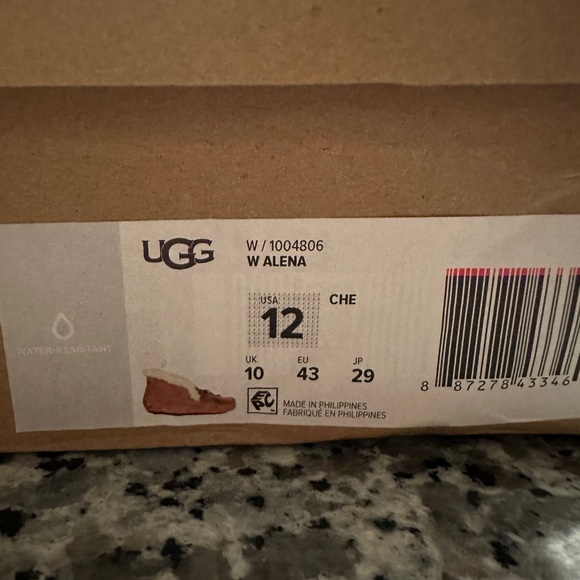 UGG
W / 1004806
W ALENA
WATER-RESISTANT
USA
12
CHE
UK EU JP
10 43 29
EPC
MADE IN PHILIPPINES
FABRIQUÉ EN PHILIPPINES
8 87278 43346